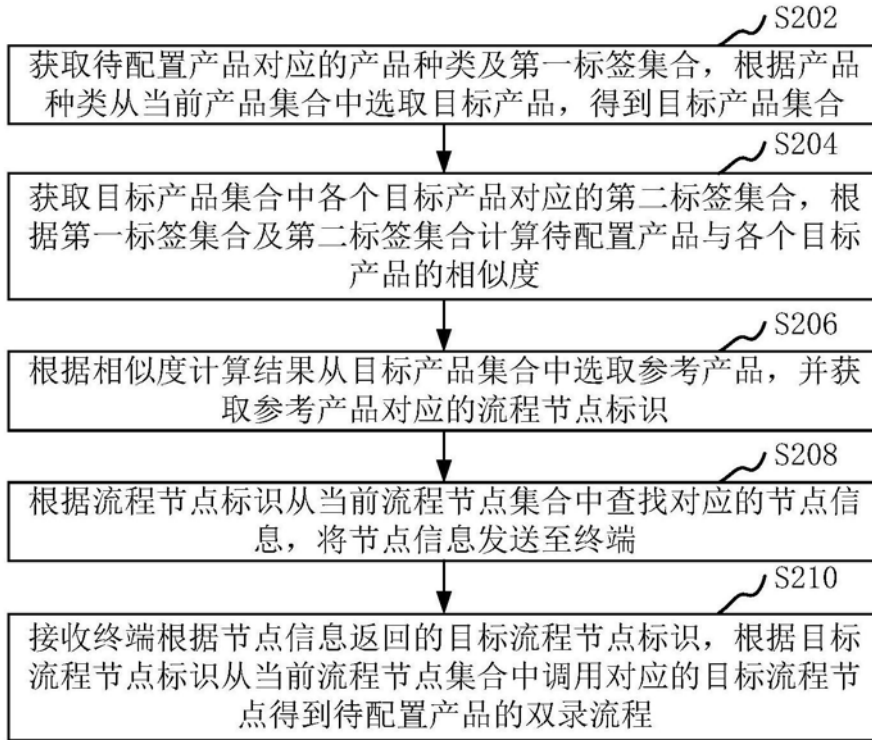 S202
获取待配置产品对应的产品种类及第一标签集合，根据产品
种类从当前产品集合中选取目标产品，得到目标产品集合
S204
获取目标产品集合中各个目标产品对应的第二标签集合，根
据第一标签集合及第二标签集合计算待配置产品与各个目标
产品的相似度
S206
根据相似度计算结果从目标产品集合中选取参考产品，并获
取参考产品对应的流程节点标识
S208
根据流程节点标识从当前流程节点集合中查找对应的节点信
息，将节点信息发送至终端
S210
接收终端根据节点信息返回的目标流程节点标识，根据目标
流程节点标识从当前流程节点集合中调用对应的目标流程节
点得到待配置产品的双录流程